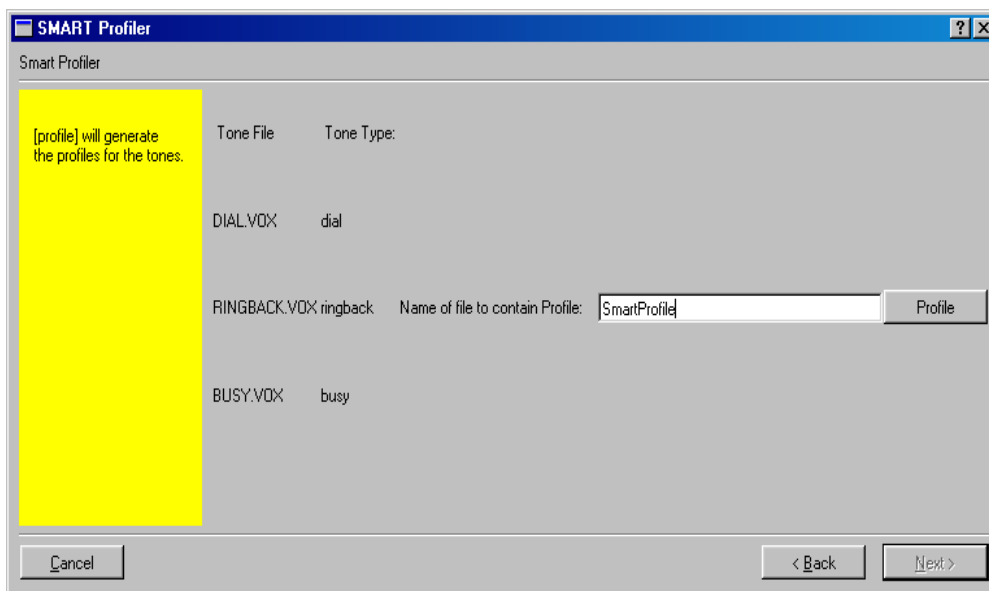 SMART Profiler
Smart Profiler
[profile] will generate
the profiles for the tones.
Tone File Tone Type:
DIAL.VOX dial
RINGBACK.VOX ringback Name of file to contain Profile: SmartProfile Profile
BUSY.VOX busy
Cancel < Back Next >